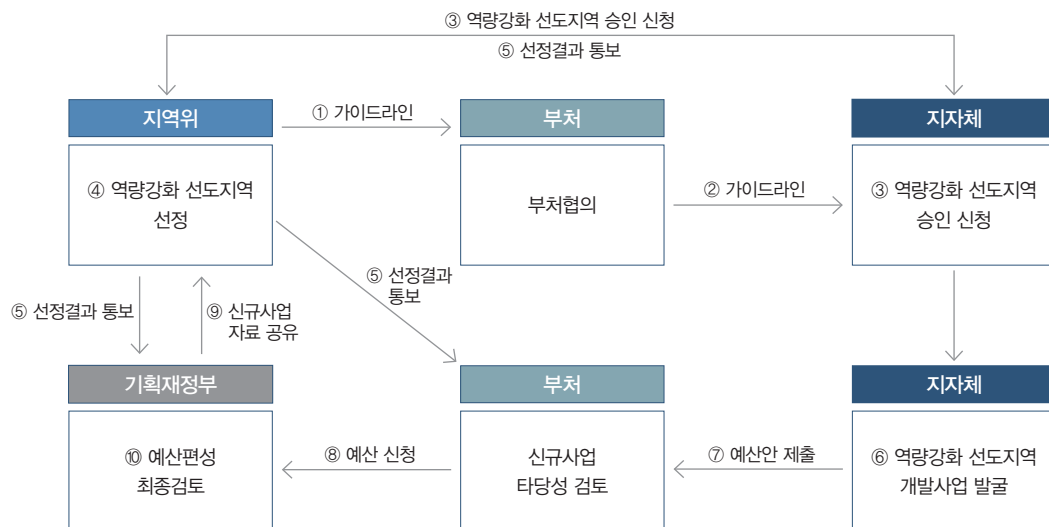 ③ 역량강화 선도지역 승인 신청
⑤ 선정결과 통보
지역위
① 가이드라인
부처
지자체
④ 역량강화 선도지역
선정
부처협의
② 가이드라인
③ 역량강화 선도지역
승인 신청
⑤ 선정결과 통보
⑨ 신규사업
자료 공유
⑤ 선정결과
통보
기획재정부
부처
지자체
⑩ 예산편성
최종검토
⑧ 예산 신청
신규사업
타당성 검토
⑦ 예산안 제출
⑥ 역량강화 선도지역
개발사업 발굴